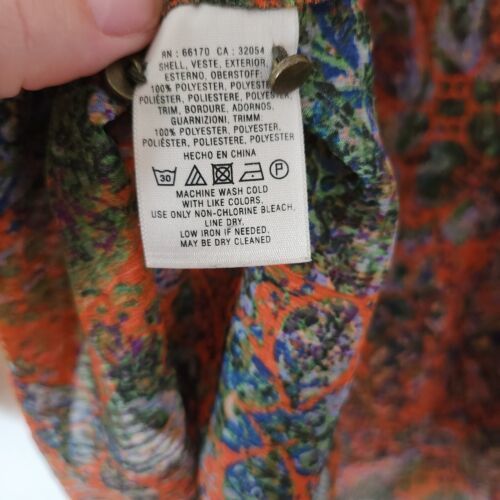 RN : 66170 CA : 32054
SHELL, VESTE, EXTERIOR,
ESTERNO, OBERSTOFF:
100% POLYESTER, POLYESTER,
POLIÉSTER, POLIESTERE, POLYESTER,
TRIM, BORDURE, ADORNOS,
GUARNIZIONI, TRIMM:
100% POLYESTER, POLYESTER,
POLIÉSTER, POLIESTERE, POLYESTER.
HECHO EN CHINA
30 P
MACHINE WASH COLD
WITH LIKE COLORS.
USE ONLY NON-CHLORINE BLEACH.
LINE DRY.
LOW IRON IF NEEDED.
MAY BE DRY CLEANED